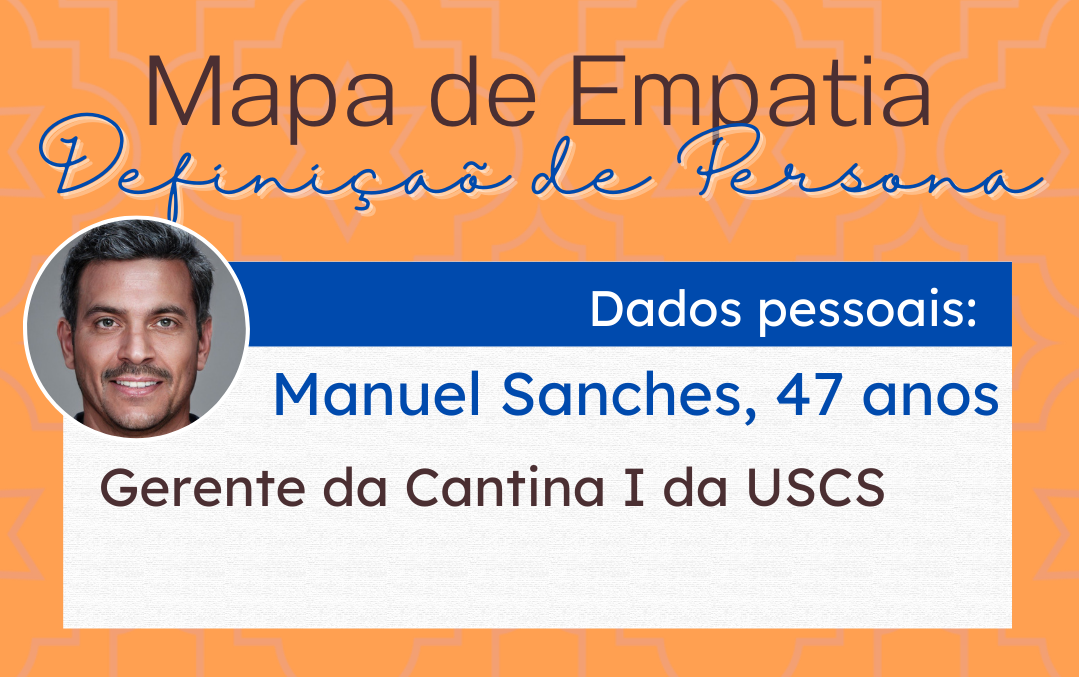 Mapa de Empatia
Definiçaõ de Persona
Dados pessoais:
Manuel Sanches, 47 anos
Gerente da Cantina I da USCS